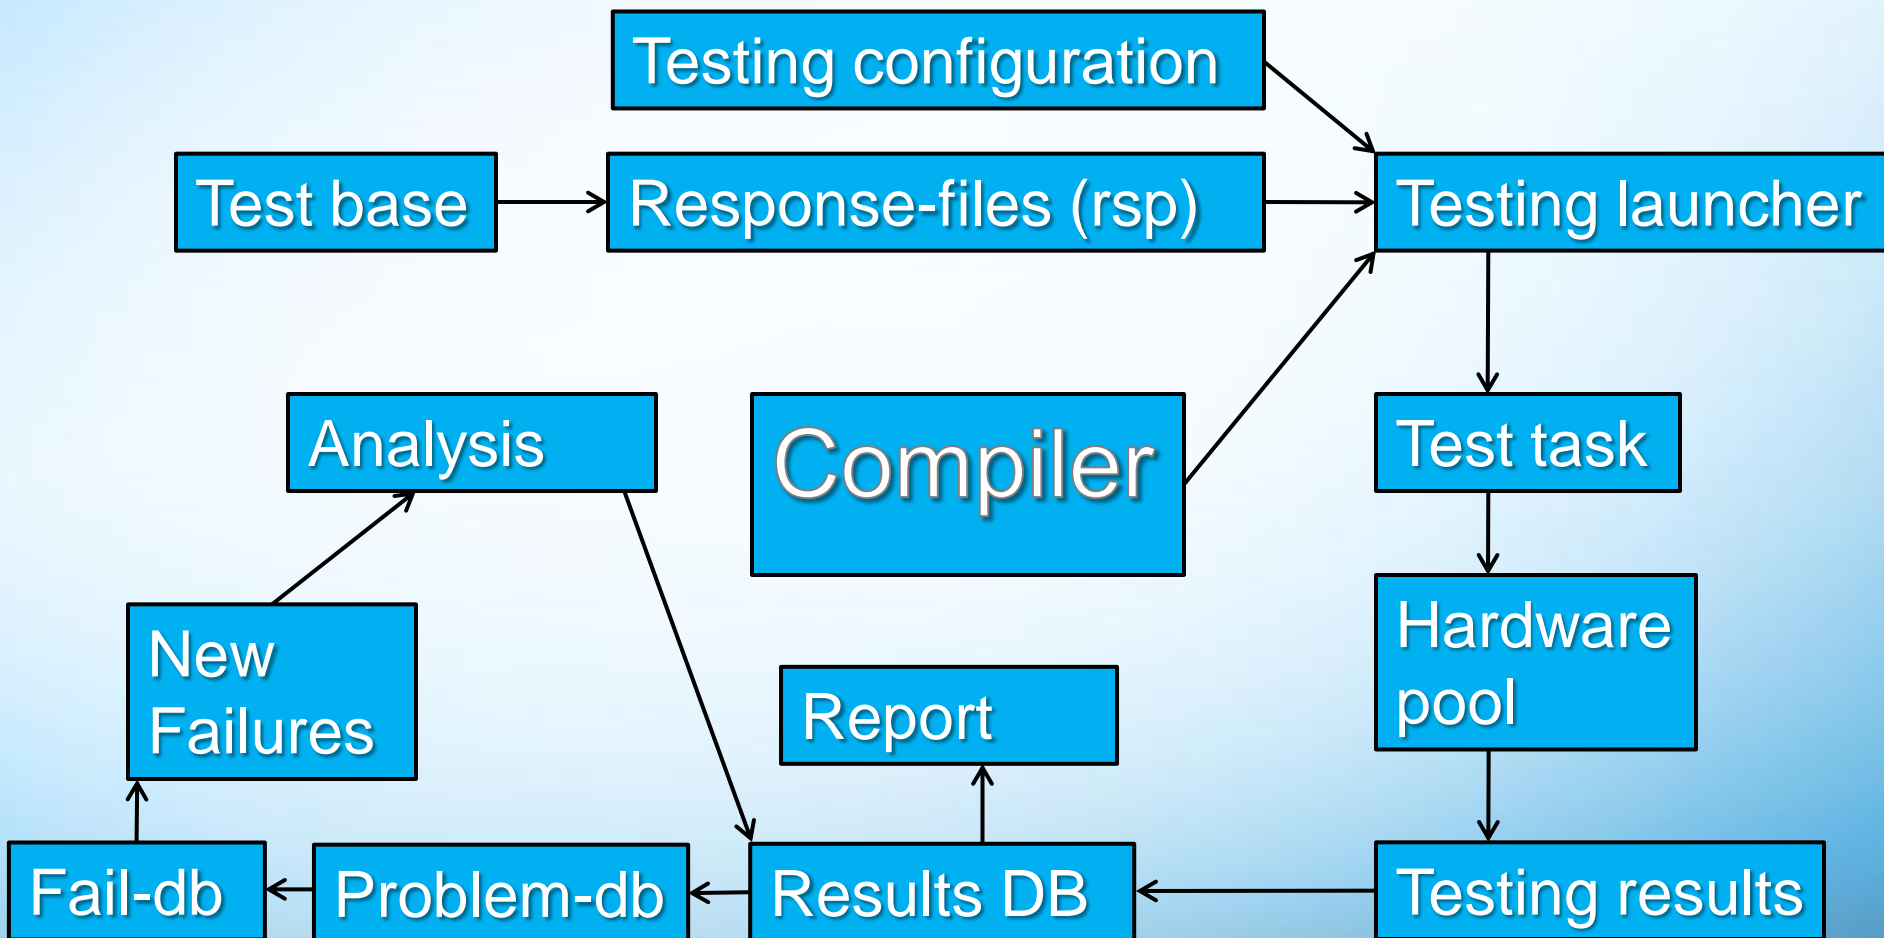 Testing configuration
Test base
Response-files (rsp)
Testing launcher
Analysis
Compiler
Test task
New
Failures
Report
Hardware
pool
Fail-db
Problem-db
Results DB
Testing results